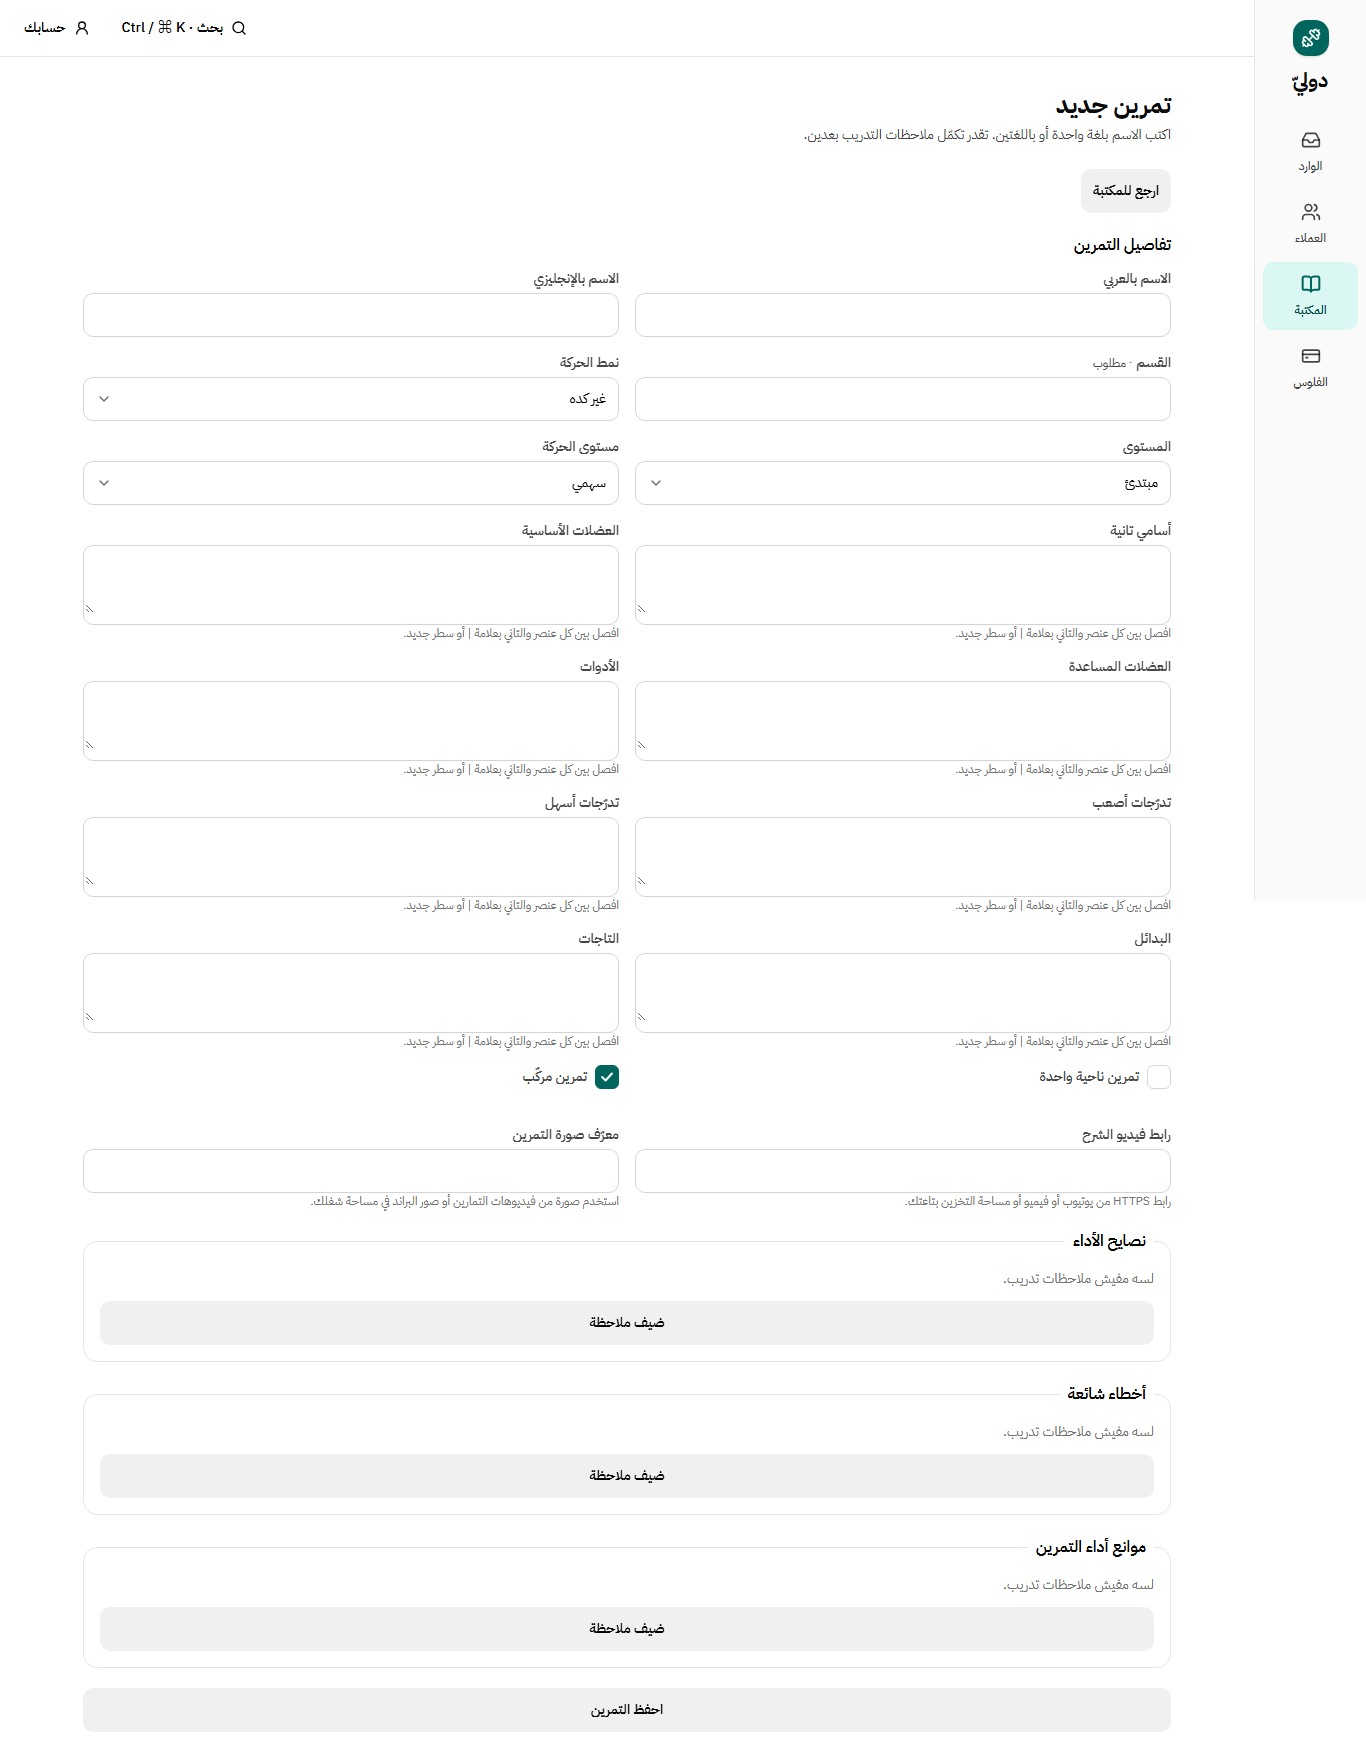 حسابك
بحث · Ctrl / ⌘ K
دوليّ
الوارد
العملاء
المكتبة
الفلوس
تمرين جديد
اكتب الاسم بلغة واحدة أو باللغتين. تقدر تكمّل ملاحظات التدريب بعدين.
ارجع للمكتبة
تفاصيل التمرين
الاسم بالعربي
الاسم بالإنجليزي
القسم · مطلوب
نمط الحركة
غير كده
المستوى
مستوى الحركة
مبتدئ
سهمي
أسامي تانية
العضلات الأساسية
افصل بين كل عنصر والتاني بعلامة | أو سطر جديد.
افصل بين كل عنصر والتاني بعلامة | أو سطر جديد.
العضلات المساعدة
الأدوات
افصل بين كل عنصر والتاني بعلامة | أو سطر جديد.
افصل بين كل عنصر والتاني بعلامة | أو سطر جديد.
تدرّجات أصعب
تدرّجات أسهل
افصل بين كل عنصر والتاني بعلامة | أو سطر جديد.
افصل بين كل عنصر والتاني بعلامة | أو سطر جديد.
البدائل
التاجات
افصل بين كل عنصر والتاني بعلامة | أو سطر جديد.
افصل بين كل عنصر والتاني بعلامة | أو سطر جديد.
تمرين ناحية واحدة
تمرين مركّب
رابط فيديو الشرح
معرّف صورة التمرين
رابط HTTPS من يوتيوب أو فيميو أو مساحة التخزين بتاعتك.
استخدم صورة من فيديوهات التمارين أو صور البراند في مساحة شغلك.
نصايح الأداء
لسه مفيش ملاحظات تدريب.
ضيف ملاحظة
أخطاء شائعة
لسه مفيش ملاحظات تدريب.
ضيف ملاحظة
موانع أداء التمرين
لسه مفيش ملاحظات تدريب.
ضيف ملاحظة
احفظ التمرين